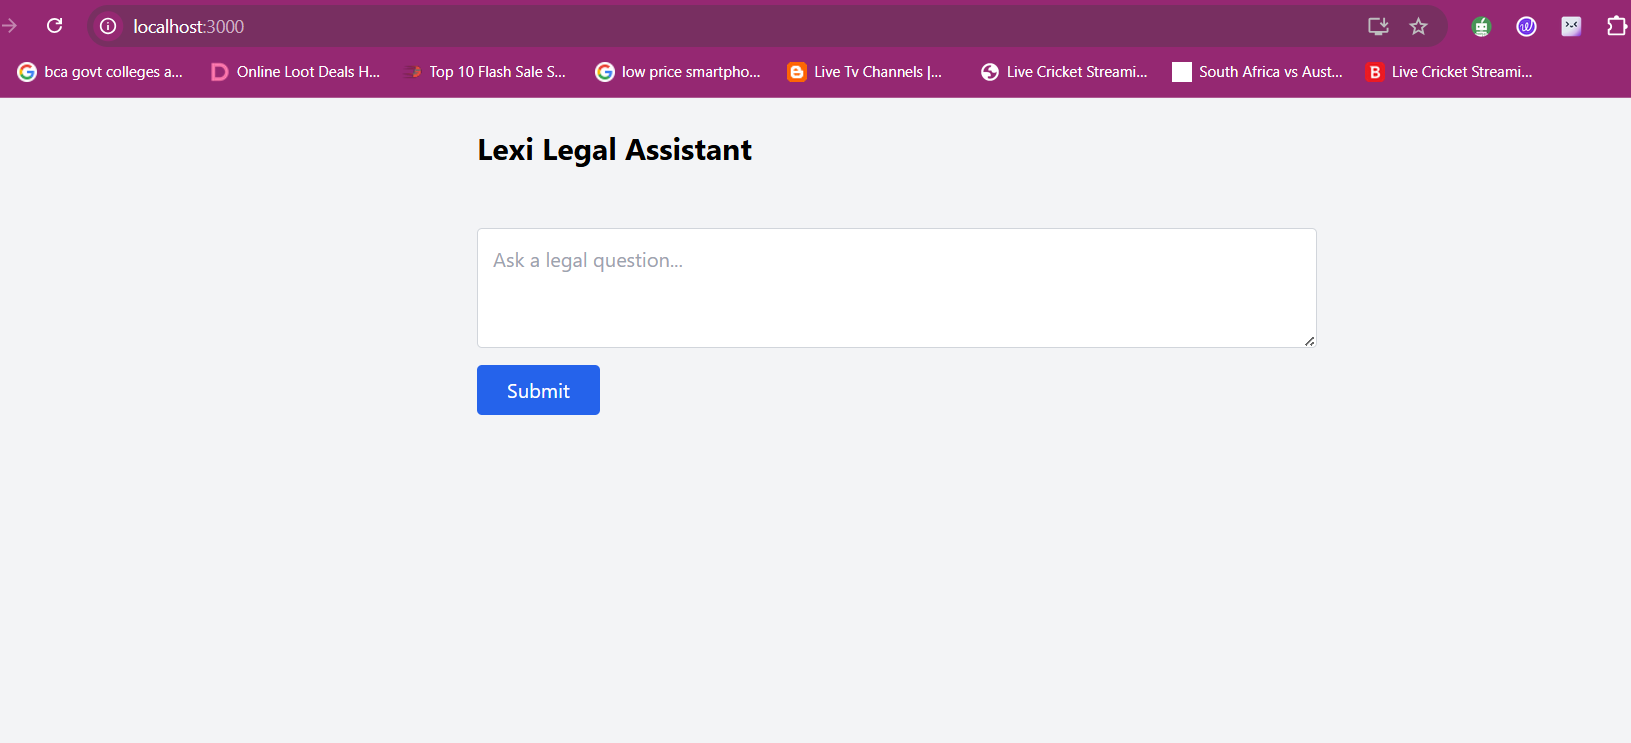 localhost:3000
bca govt colleges a... Online Loot Deals H... Top 10 Flash Sale S... low price smartpho... Live Tv Channels |... Live Cricket Streami... South Africa vs Aust... B Live Cricket Streami...
Lexi Legal Assistant
Ask a legal question...
Submit